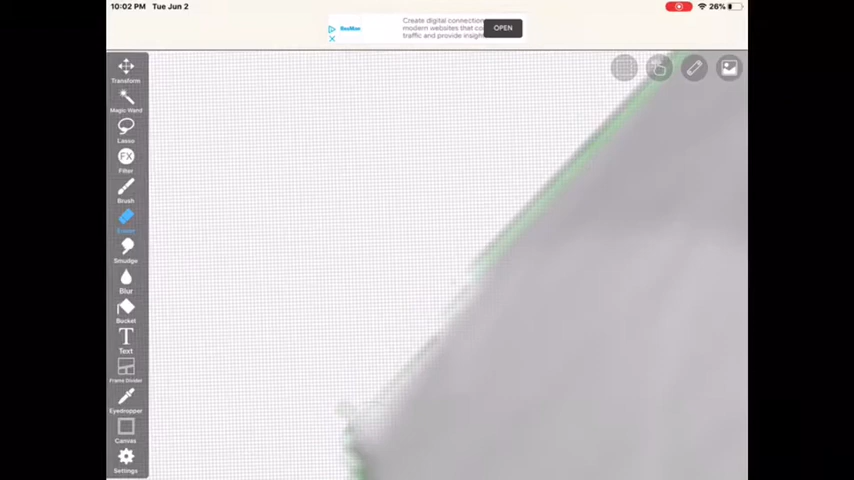 10:02 PM Tue Jun 2
26%
Create digital connection
modern websites that co
traffic and provide insigh
OPEN
Transform
Magic Wand
Lasso
FX
Filter
Brush
Eraser
Smudge
Blur
Bucket
T
Text
Frame Divider
Eyedropper
Canvas
Settings